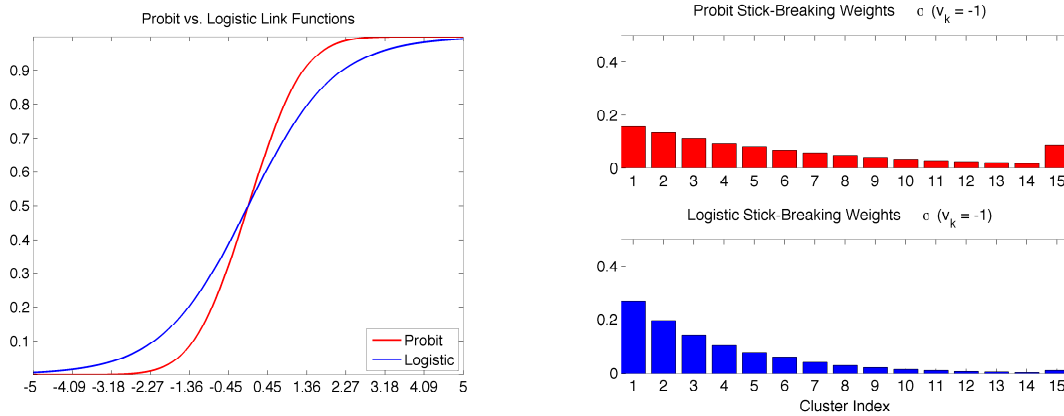 Probit vs. Logistic Link Functions
0.9
0.8
0.7
0.6
0.5
0.4
0.3
0.2
0.1
-5 -4.09 -3.18 -2.27 -1.36 -0.45 0.45 1.36 2.27 3.18 4.09 5
Probit
Logistic
Probit Stick-Breaking Weights σ (v_k = -1)
0.4
0.2
0
1 2 3 4 5 6 7 8 9 10 11 12 13 14 15
Logistic Stick-Breaking Weights σ (v_k = -1)
0.4
0.2
0
1 2 3 4 5 6 7 8 9 10 11 12 13 14 15
Cluster Index